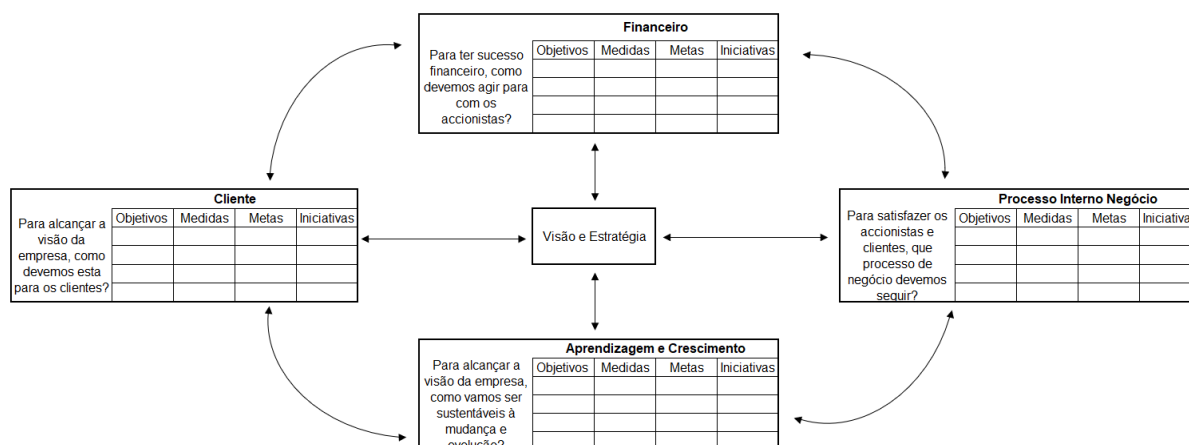 Financeiro
Para ter sucesso
financeiro, como
devemos agir para
com os
accionistas?
Objetivos Medidas Metas Iniciativas
Cliente
Para alcançar a
visão da
empresa, como
devemos esta
para os clientes?
Objetivos Medidas Metas Iniciativas
Visão e Estratégia
Processo Interno Negócio
Para satisfazer os
accionistas e
clientes, que
processo de
negócio devemos
seguir?
Objetivos Medidas Metas Iniciativa
Aprendizagem e Crescimento
Para alcançar a
visão da empresa,
como vamos ser
sustentáveis à
mudança e
evolução?
Objetivos Medidas Metas Iniciativas